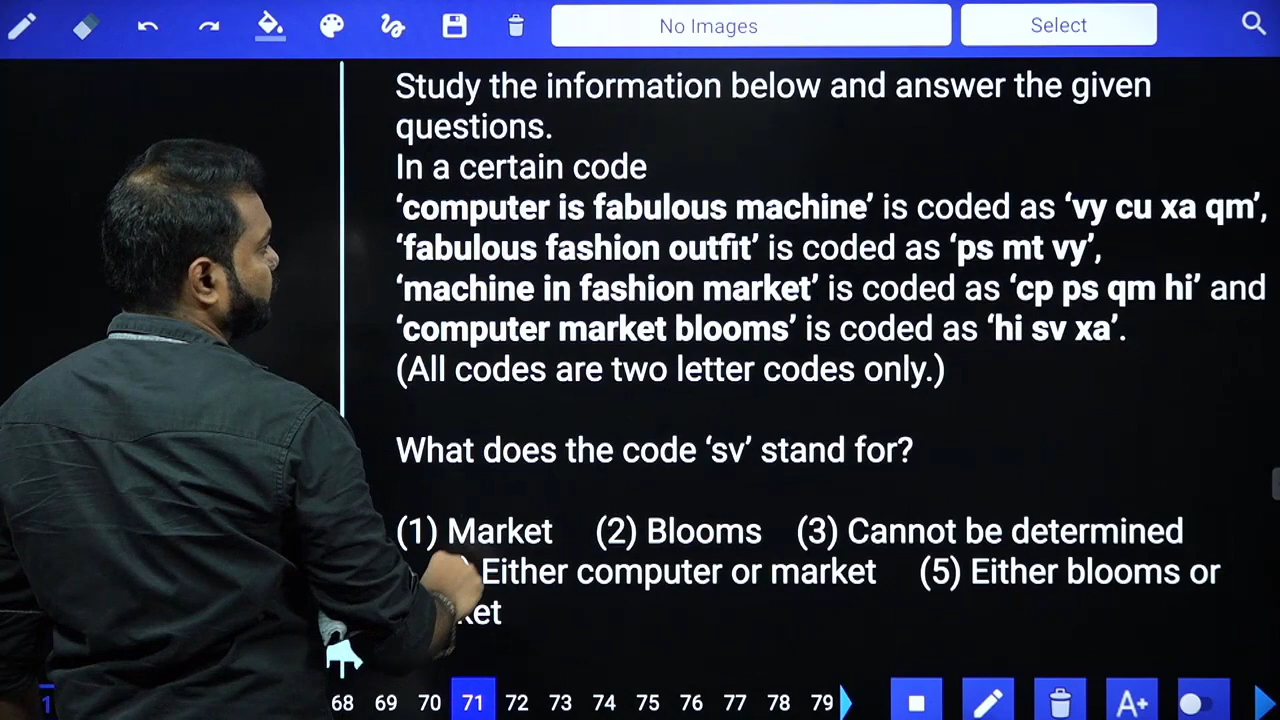 No Images
Select
Study the information below and answer the given
questions.
In a certain code
‘computer is fabulous machine’ is coded as ‘vy cu xa qm’,
‘fabulous fashion outfit’ is coded as ‘ps mt vy’,
‘machine in fashion market’ is coded as ‘cp ps qm hi’ and
‘computer market blooms’ is coded as ‘hi sv xa’.
(All codes are two letter codes only.)
What does the code ‘sv’ stand for?
(1) Market (2) Blooms (3) Cannot be determined
Either computer or market (5) Either blooms or
1 68 69 70 71 72 73 74 75 76 77 78 79 A+